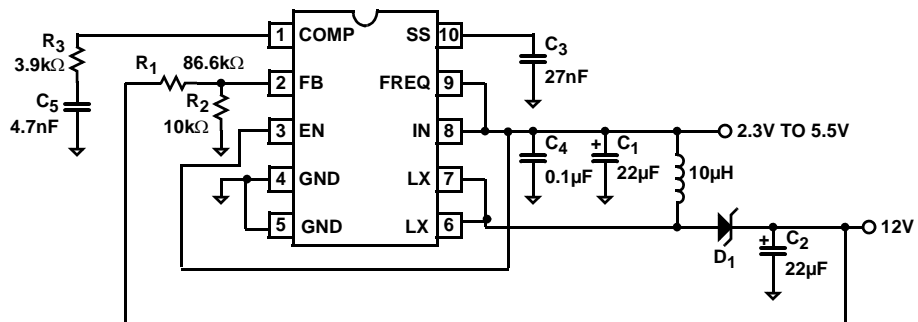 R3
3.9kΩ
C5
4.7nF
R1
86.6kΩ
R2
10kΩ
1 COMP
2 FB
3 EN
4 GND
5 GND
SS 10
FREQ 9
IN 8
LX 7
LX 6
C3
27nF
2.3V TO 5.5V
C4
0.1µF
+ C1
22µF
10µH
D1
12V
+ C2
22µF